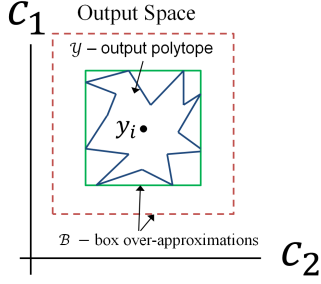 C₁ Output Space
𝒴 – output polytope
yᵢ
ℬ – box over-approximations
C₂